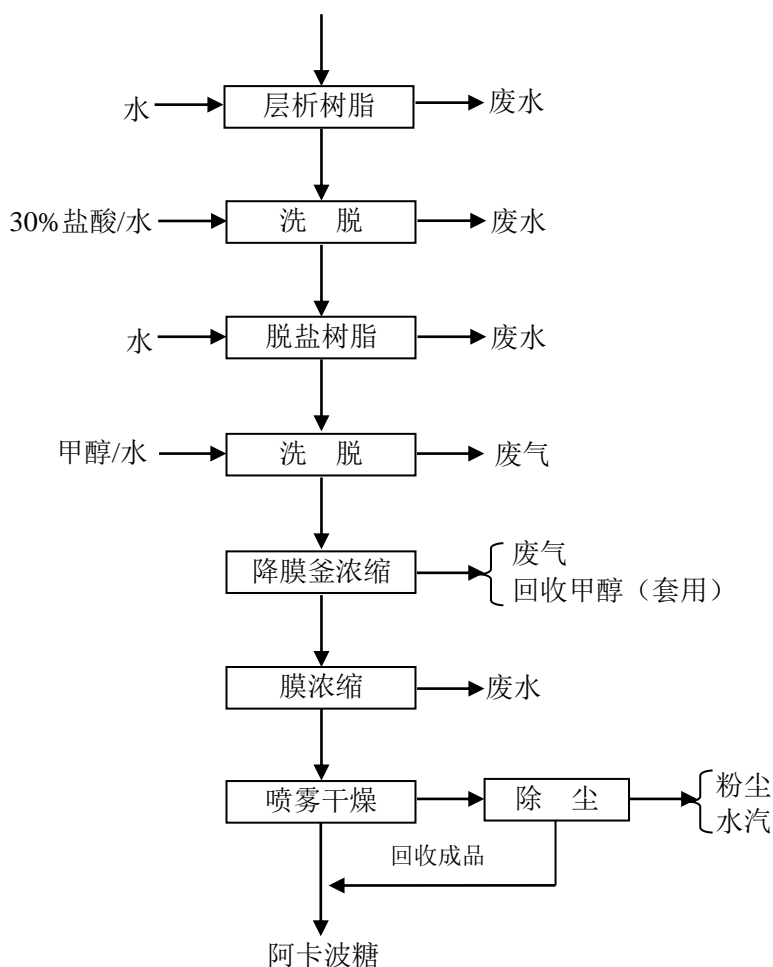 水 层析树脂 废水
30%盐酸/水 洗 脱 废水
水 脱盐树脂 废水
甲醇/水 洗 脱 废气
降膜釜浓缩 废气
回收甲醇（套用）
膜浓缩 废水
喷雾干燥 除 尘 粉尘
水汽
回收成品
阿卡波糖